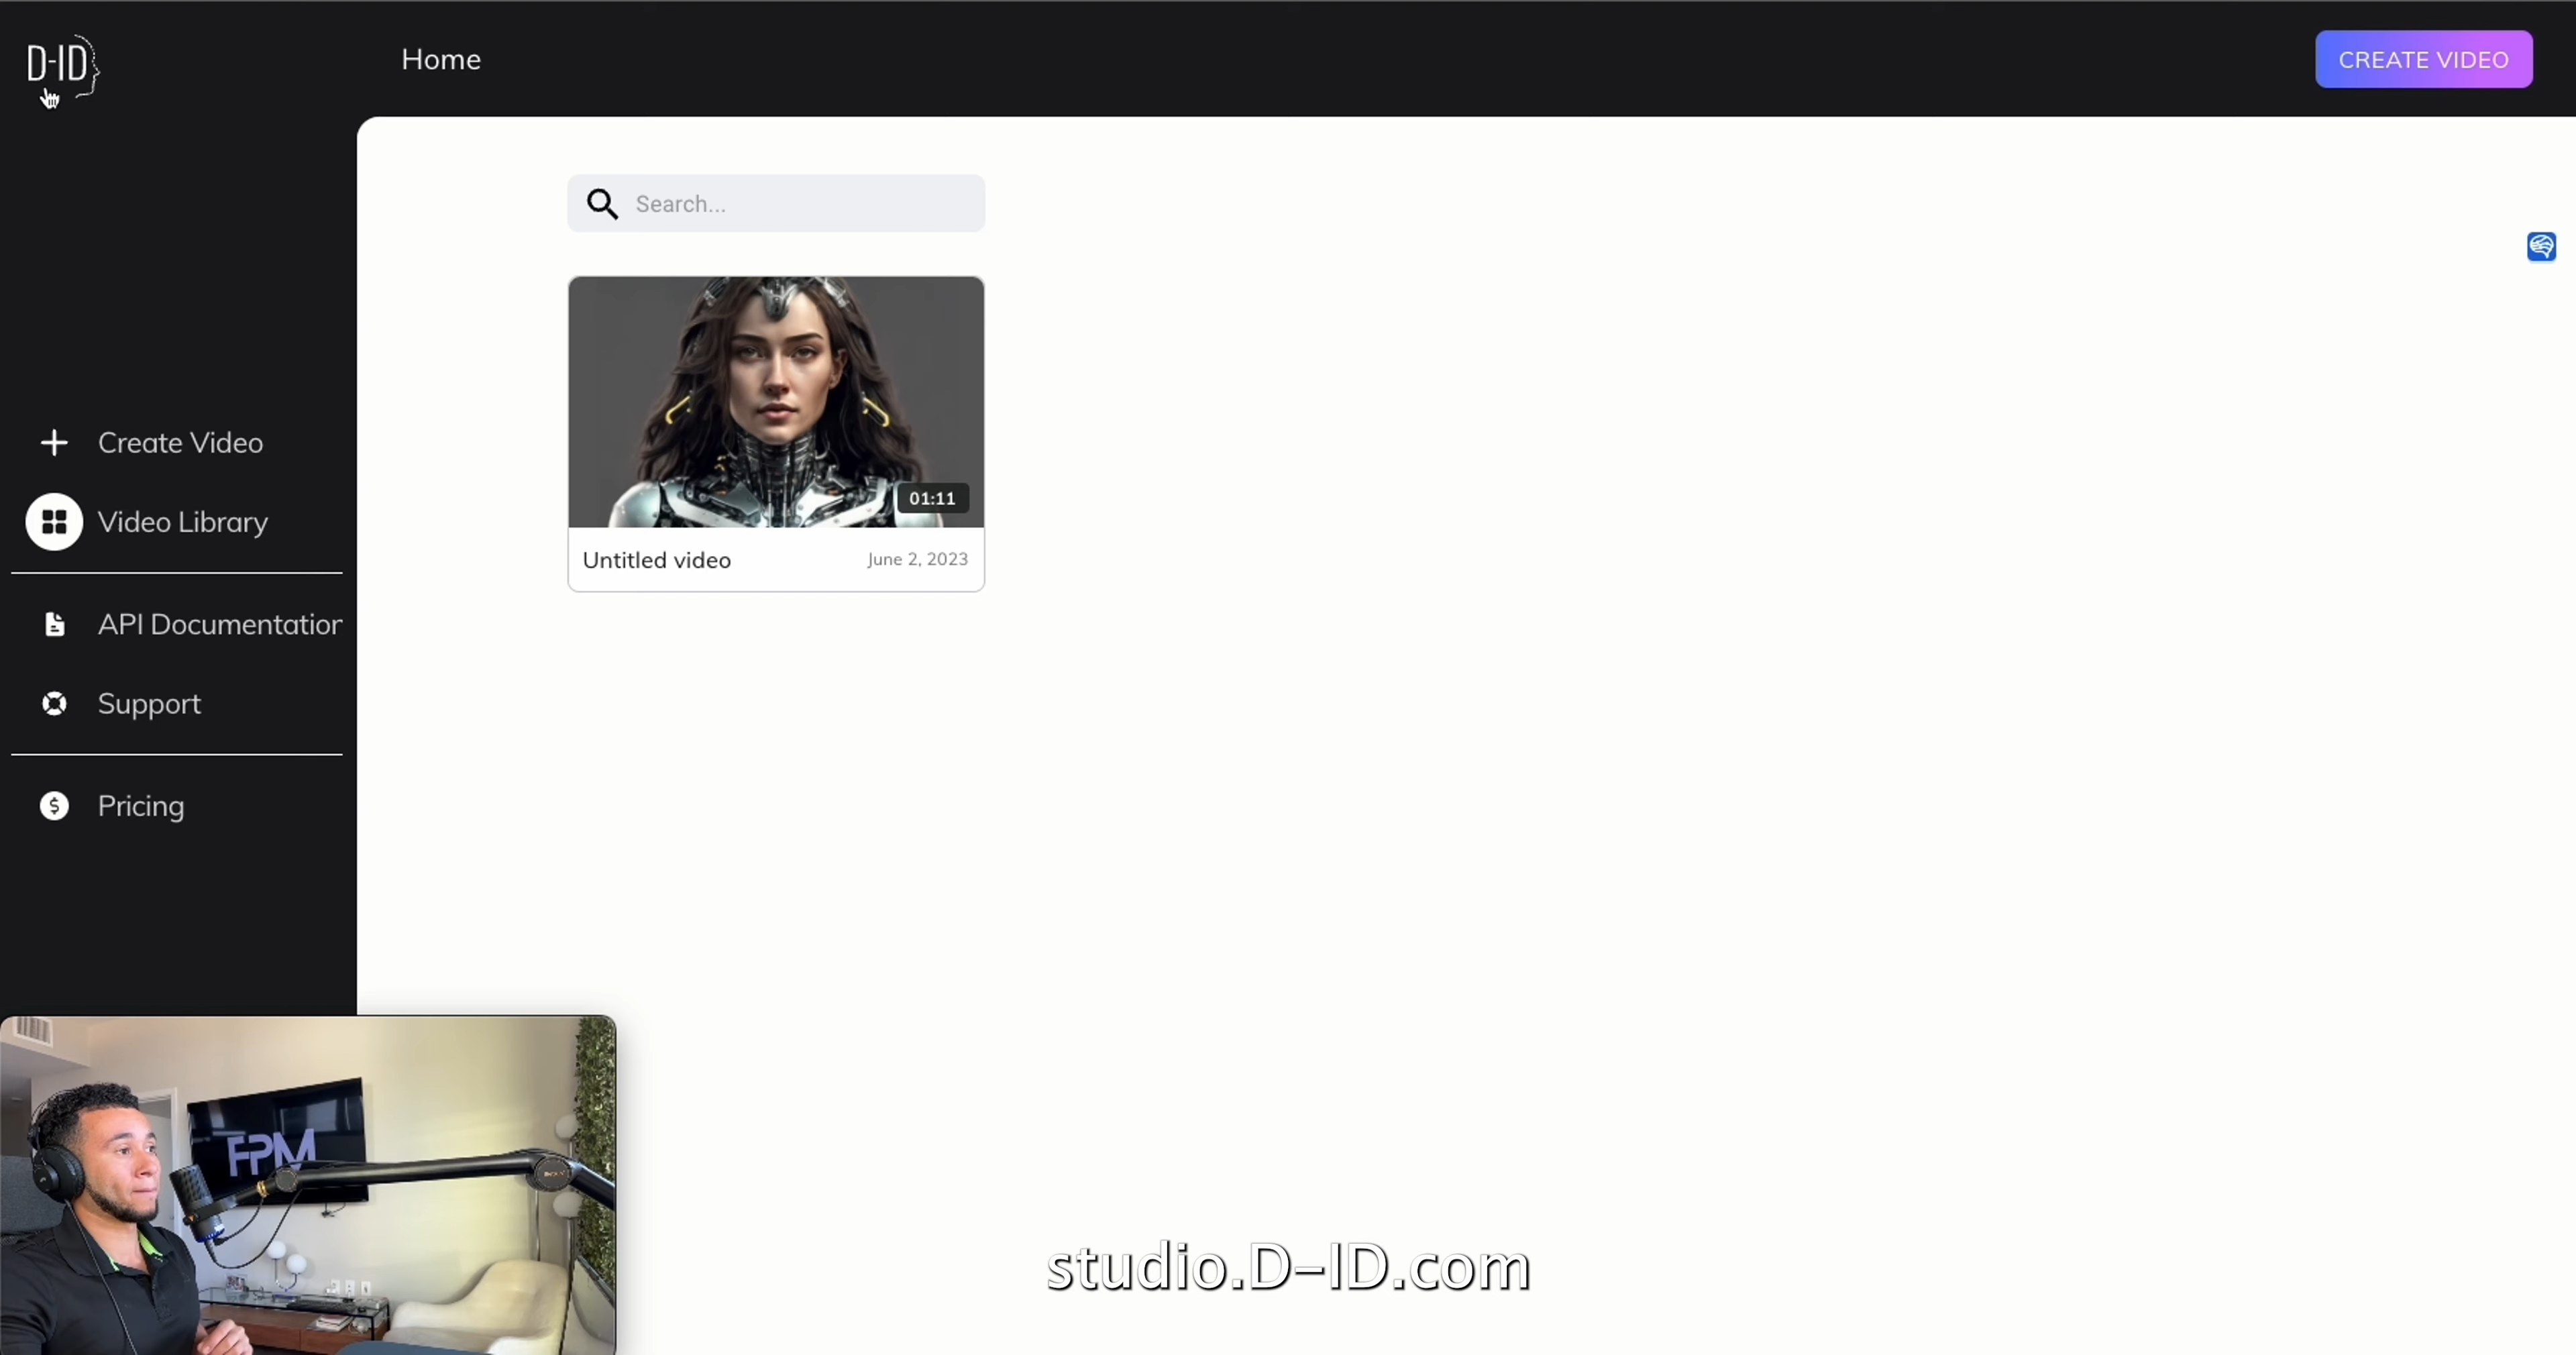 D-ID
Home
CREATE VIDEO
Search...
01:11
Untitled video
June 2, 2023
Create Video
Video Library
API Documentation
Support
Pricing
FPM
studio.D-ID.com